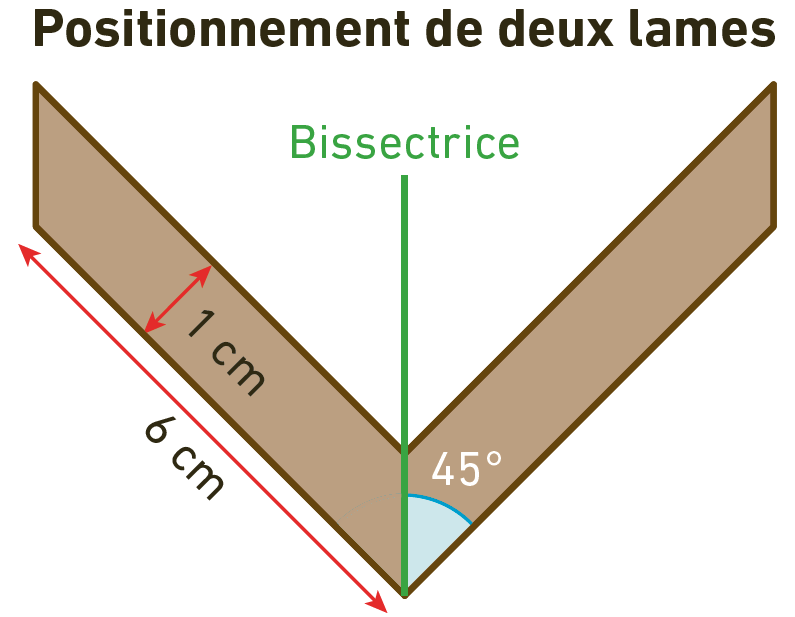 Positionnement de deux lames
Bissectrice
1 cm
6 cm
45°